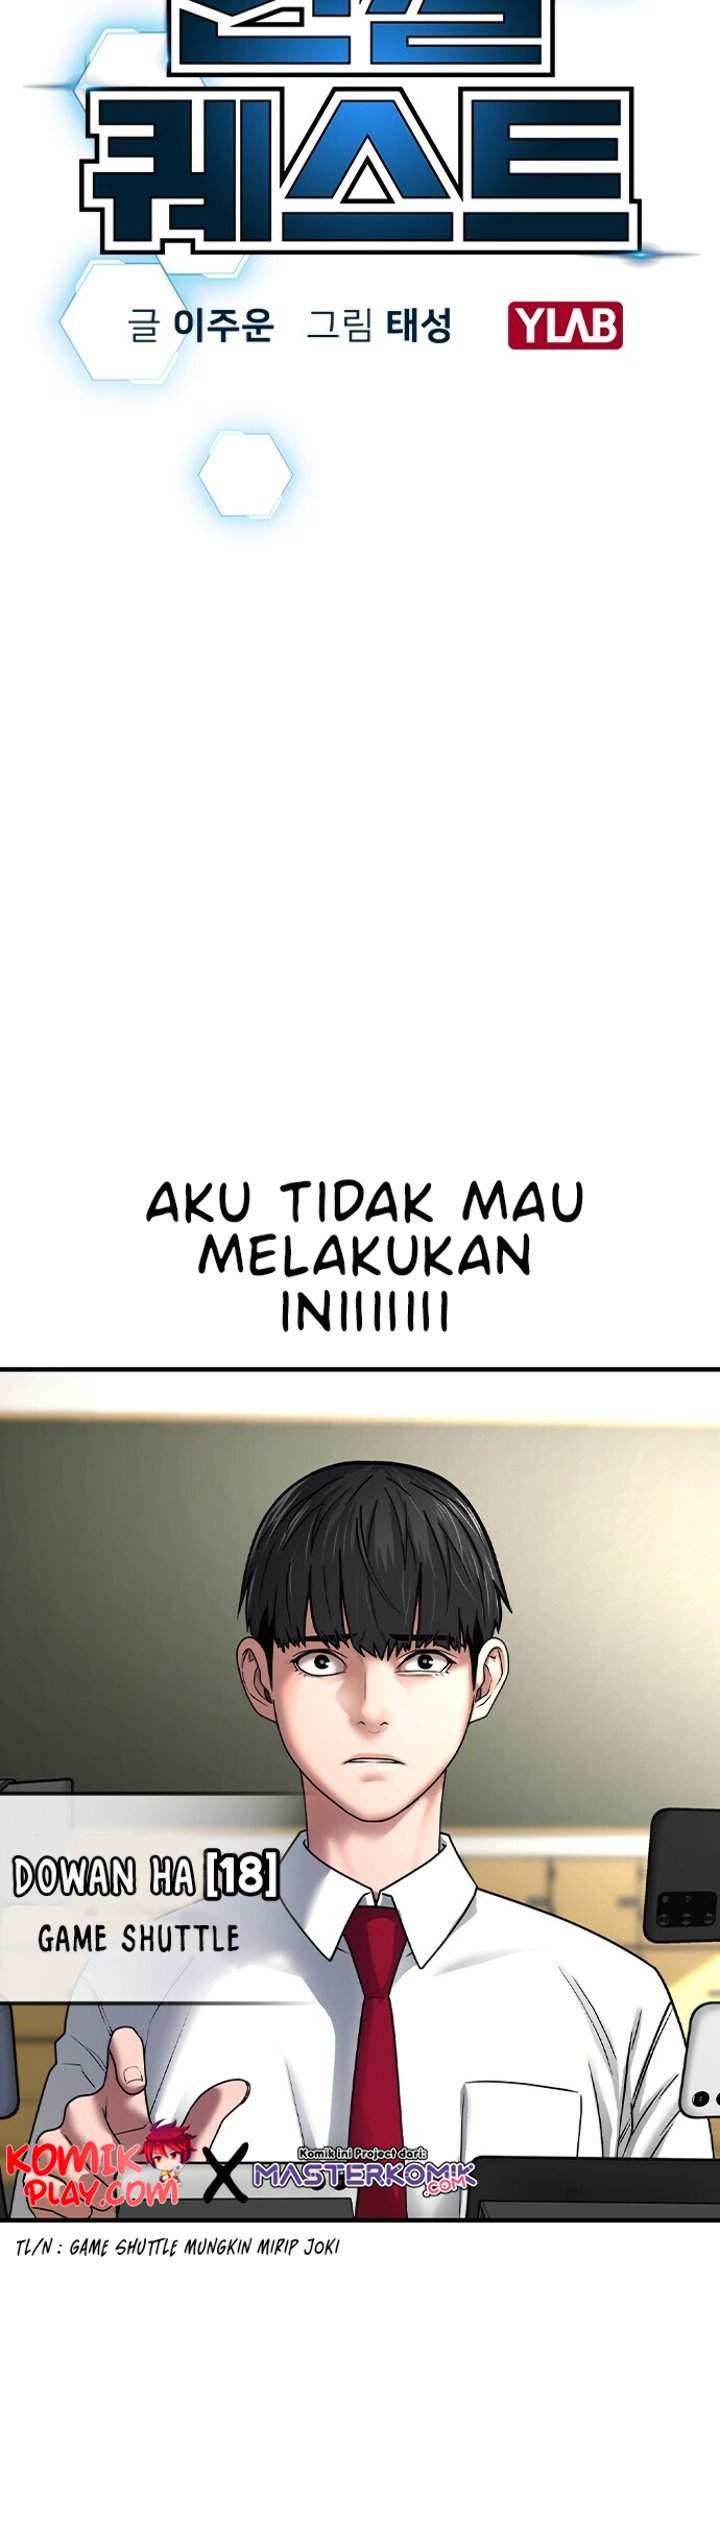 퀘스트
글 이주운 그림 태성 YLAB
AKU TIDAK MAU
MELAKUKAN
INIIIIIII
DOWAN HA [18]
GAME SHUTTLE
KOMIK
PLAY.COM
X
Komik ini Project dari:
MASTERKOMIK
.COM
TL/N : GAME SHUTTLE MUNGKIN MIRIP JOKI